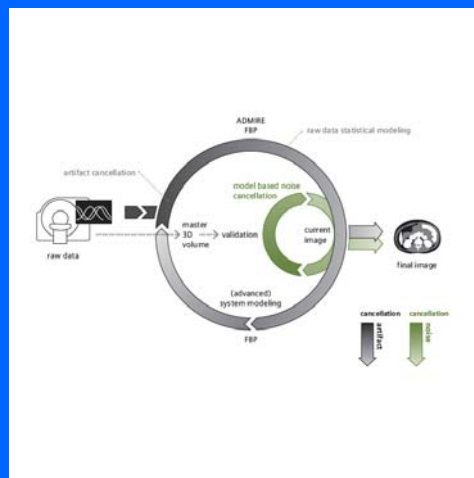 ADMIRE
FBP
raw data statistical modeling
artifact cancellation
model based noise
cancellation
raw data
master
3D
volume
validation
current
image
final image
(advanced)
system modeling
FBP
cancellation
artifact
cancellation
noise